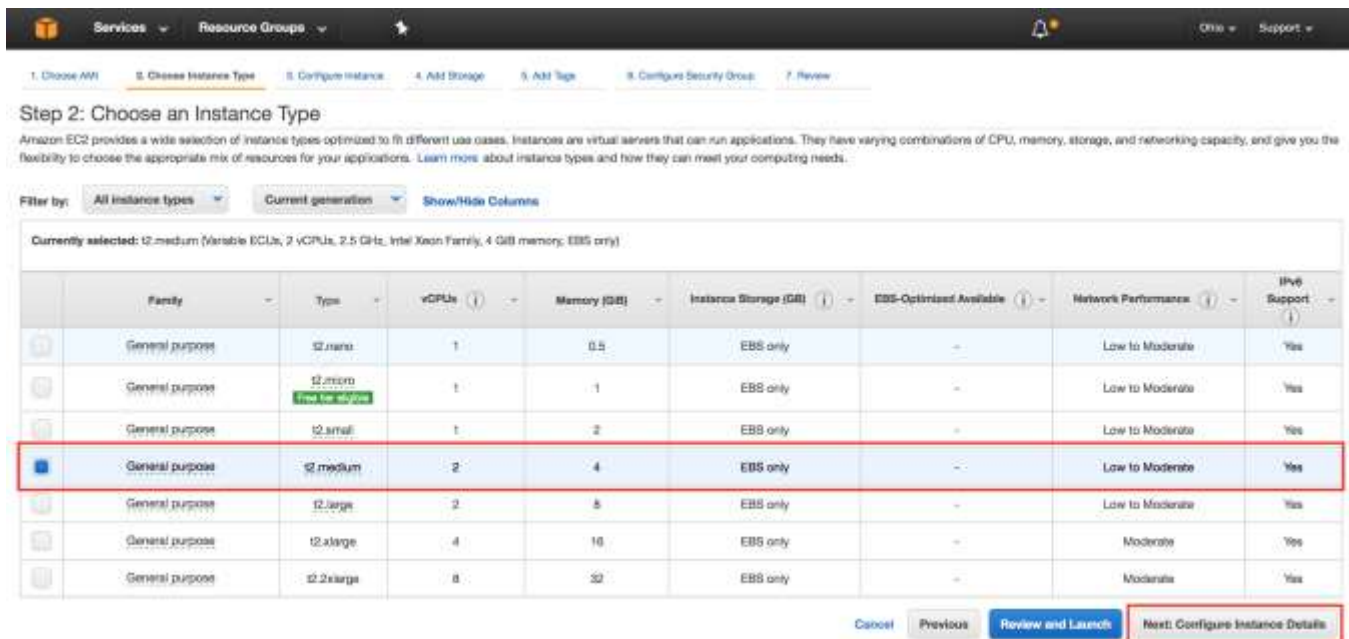 Services Resource Groups Ohio Support
1. Choose AMI 2. Choose Instance Type 3. Configure Instance 4. Add Storage 5. Add Tags 6. Configure Security Group 7. Review
Step 2: Choose an Instance Type
Amazon EC2 provides a wide selection of instance types optimized to fit different use cases. Instances are virtual servers that can run applications. They have varying combinations of CPU, memory, storage, and networking capacity, and give you the
flexibility to choose the appropriate mix of resources for your applications. Learn more about instance types and how they can meet your computing needs.
Filter by: All instance types Current generation Show/Hide Columns
Currently selected: t2.medium (Variable ECUs, 2 vCPUs, 2.5 GHz, Intel Xeon Family, 4 GiB memory, EBS only)
Family Type vCPUs Memory (GiB) Instance Storage (GB) EBS-Optimized Available Network Performance IPv6 Support
General purpose t2.nano 1 0.5 EBS only - Low to Moderate Yes
General purpose t2.micro Free tier eligible 1 1 EBS only - Low to Moderate Yes
General purpose t2.small 1 2 EBS only - Low to Moderate Yes
General purpose t2.medium 2 4 EBS only - Low to Moderate Yes
General purpose t2.large 2 8 EBS only - Low to Moderate Yes
General purpose t2.xlarge 4 16 EBS only - Moderate Yes
General purpose t2.2xlarge 8 32 EBS only - Moderate Yes
Cancel Previous Review and Launch Next: Configure Instance Details